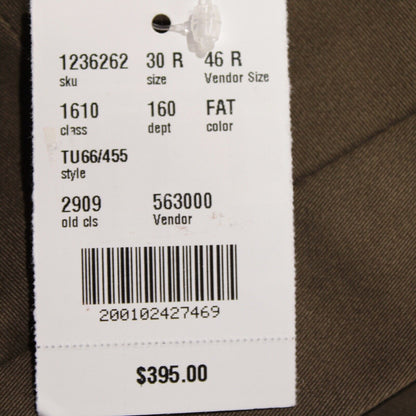 1236262 30 R 46 R
sku size Vendor Size
1610 160 FAT
class dept color
TU66/455
style
2909 563000
old cls Vendor
200102427469
$395.00